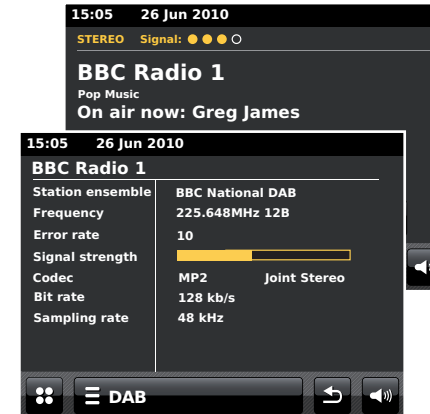 15:05 26 Jun 2010
STEREO Signal:
BBC Radio 1
Pop Music
On air now: Greg James
15:05 26 Jun 2010
BBC Radio 1
Station ensemble BBC National DAB
Frequency 225.648MHz 12B
Error rate 10
Signal strength
Codec MP2 Joint Stereo
Bit rate 128 kb/s
Sampling rate 48 kHz
DAB